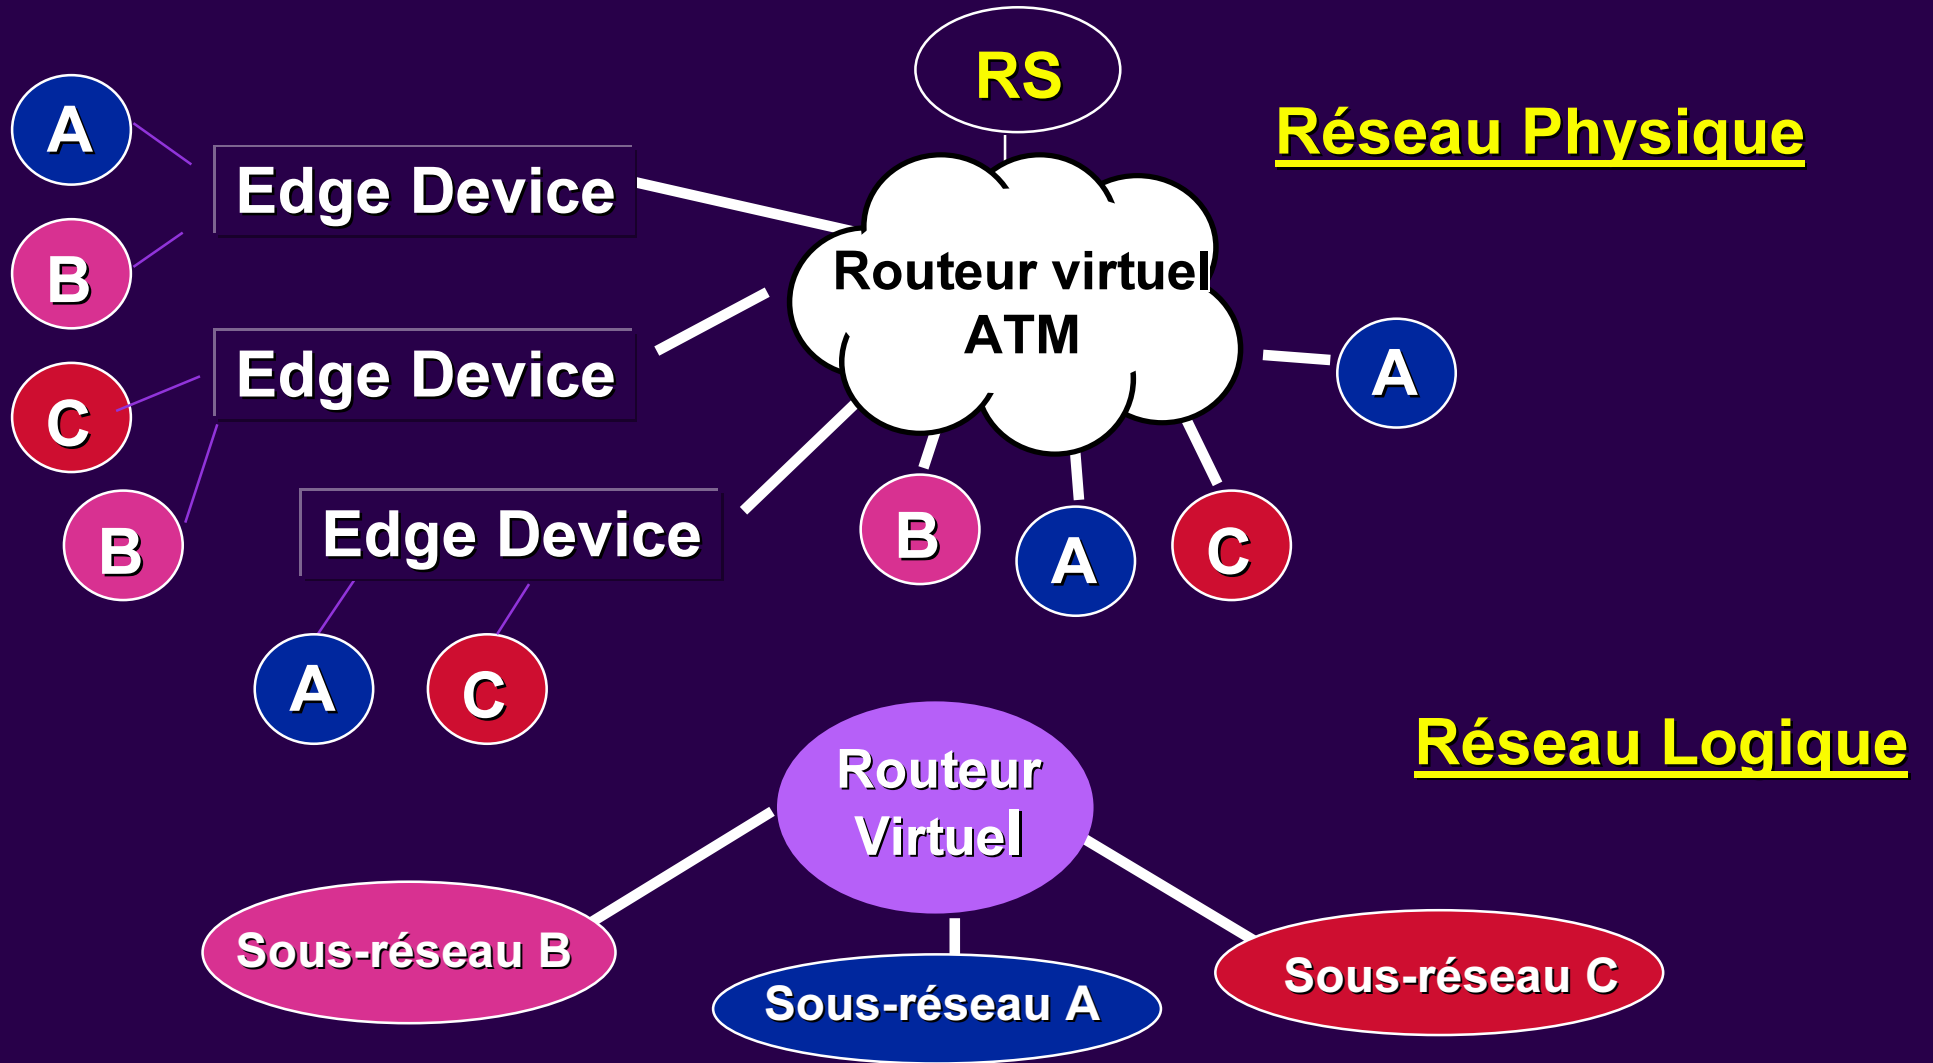 RS
Réseau Physique
A
Edge Device
B
Routeur virtuel
ATM
Edge Device
A
C
B
Edge Device
B
A
C
A
C
Réseau Logique
Routeur
Virtuel
Sous-réseau B
Sous-réseau A
Sous-réseau C